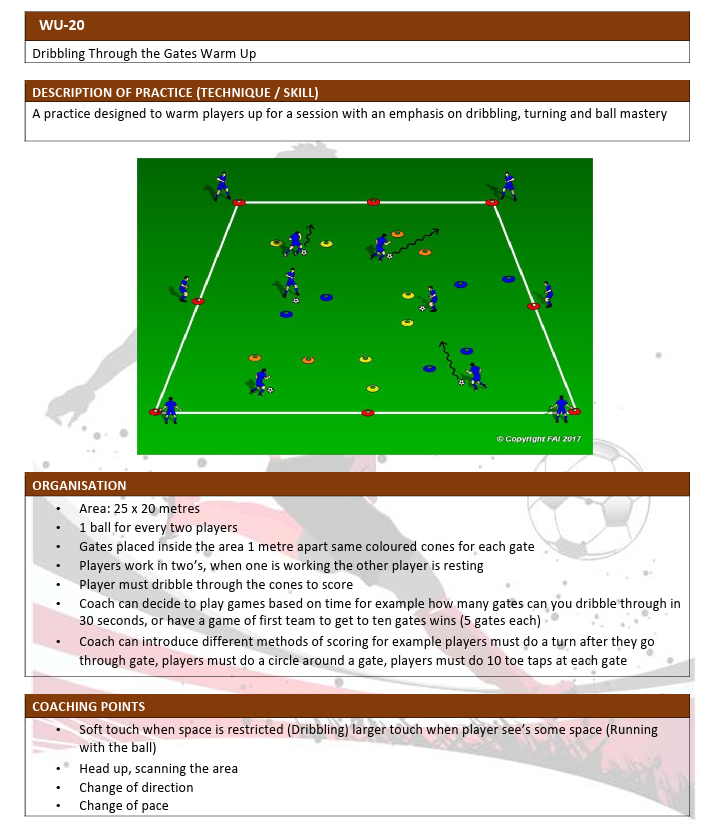 WU-20
Dribbling Through the Gates Warm Up
DESCRIPTION OF PRACTICE (TECHNIQUE / SKILL)
A practice designed to warm players up for a session with an emphasis on dribbling, turning and ball mastery
© Copyright FAI 2017
ORGANISATION
• Area: 25 x 20 metres
• 1 ball for every two players
• Gates placed inside the area 1 metre apart same coloured cones for each gate
• Players work in two's, when one is working the other player is resting
• Player must dribble through the cones to score
• Coach can decide to play games based on time for example how many gates can you dribble through in
30 seconds, or have a game of first team to get to ten gates wins (5 gates each)
• Coach can introduce different methods of scoring for example players must do a turn after they go
through gate, players must do a circle around a gate, players must do 10 toe taps at each gate
COACHING POINTS
• Soft touch when space is restricted (Dribbling) larger touch when player see's some space (Running
with the ball)
• Head up, scanning the area
• Change of direction
• Change of pace